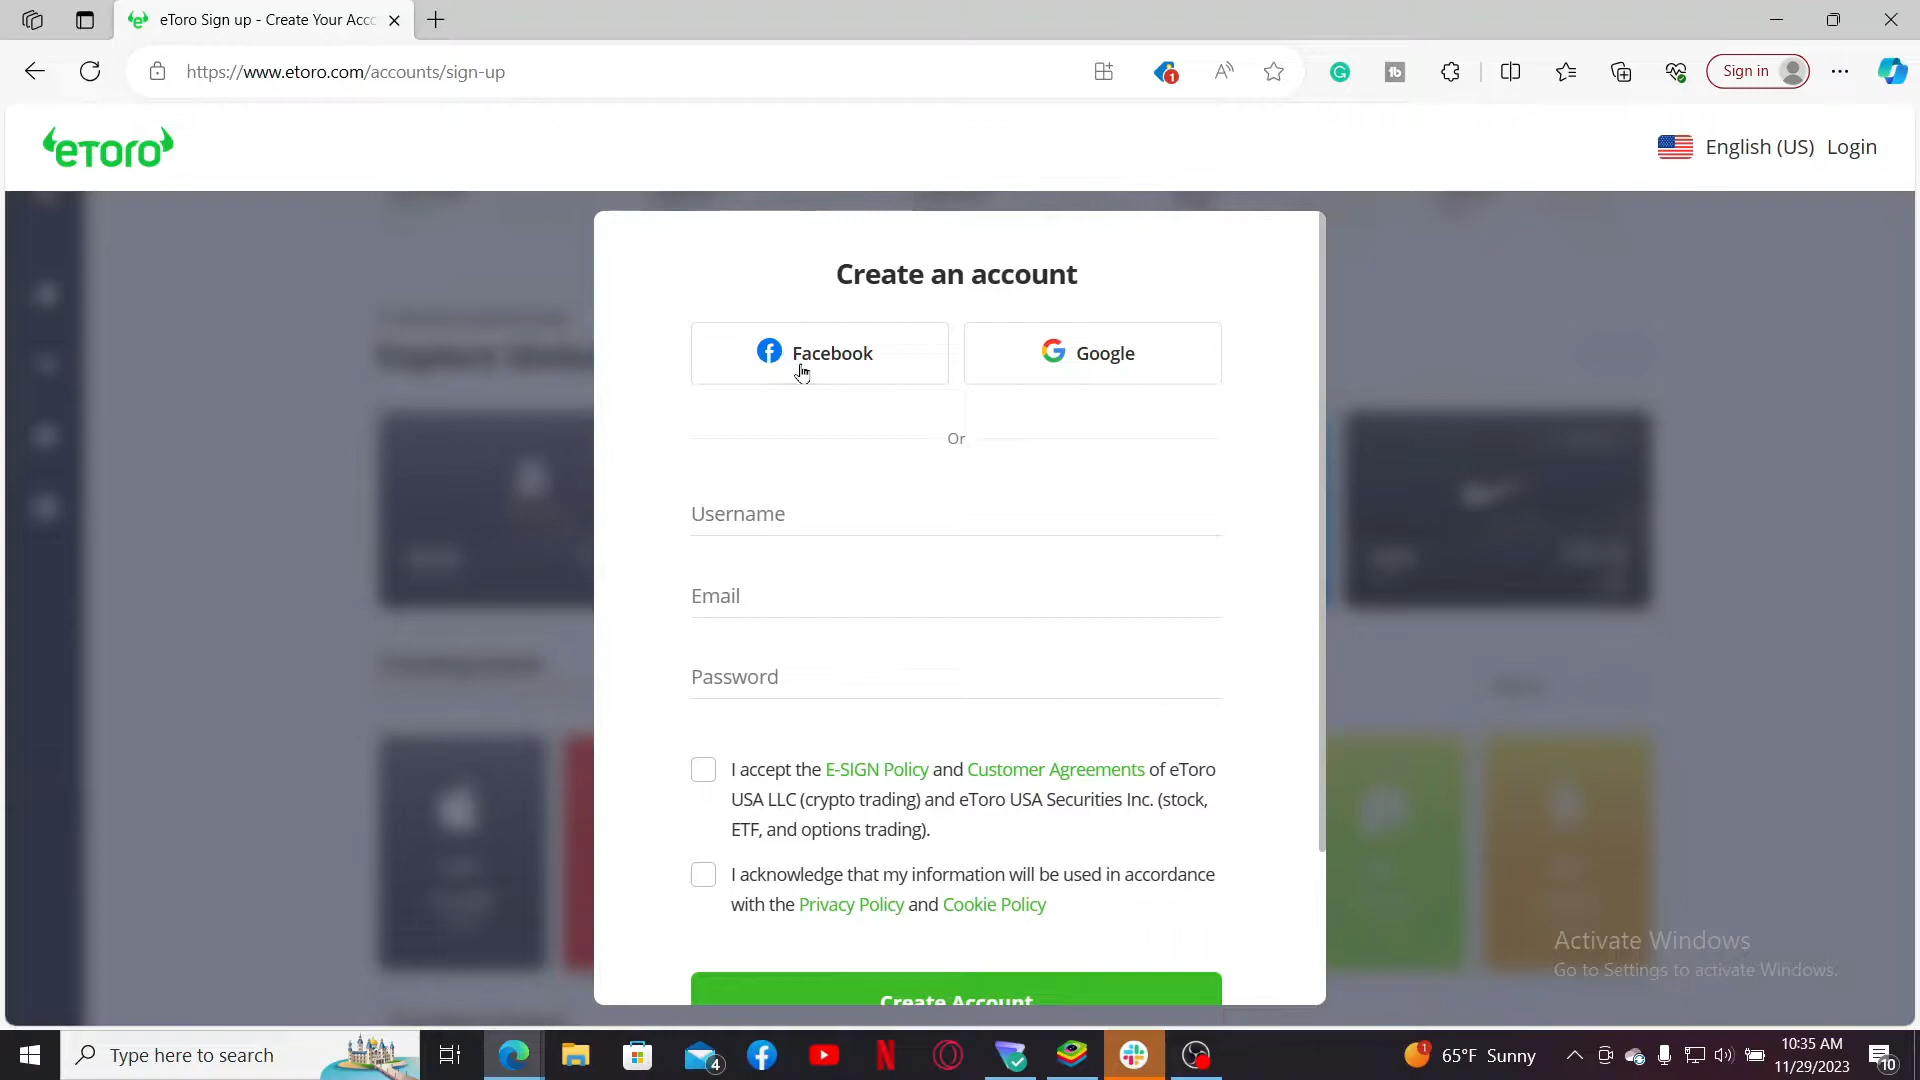 eToro Sign up - Create Your Acc
https://www.etoro.com/accounts/sign-up
1
Sign in
eToro
English (US) Login
Create an account
Facebook
Google
Or
Username
Email
Password
I accept the E-SIGN Policy and Customer Agreements of eToro
USA LLC (crypto trading) and eToro USA Securities Inc. (stock,
ETF, and options trading).
I acknowledge that my information will be used in accordance
with the Privacy Policy and Cookie Policy
Create Account
Activate Windows
Go to Settings to activate Windows.
Type here to search
4
1
65°F Sunny
10:35 AM
11/29/2023
10